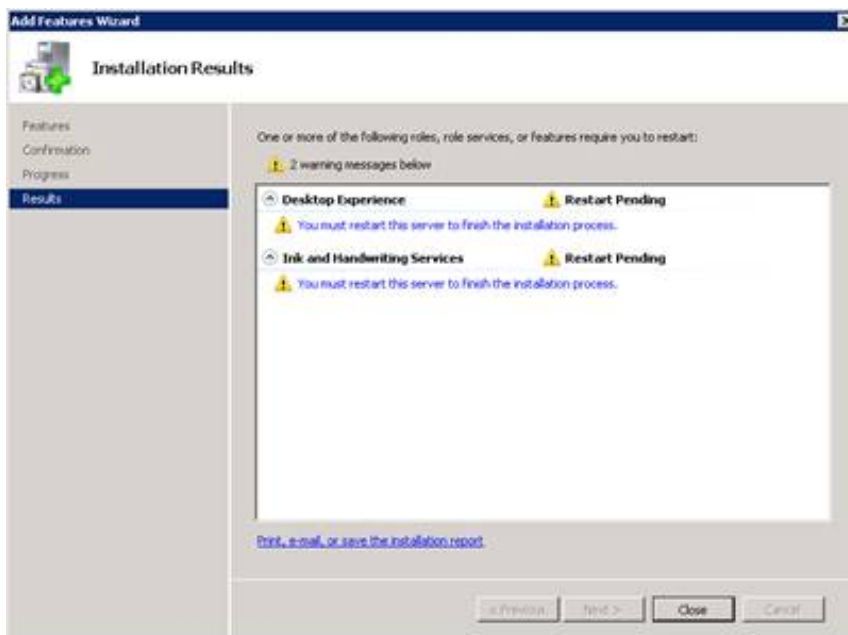 Add Features Wizard
Installation Results
Features
Confirmation
Progress
Results
One or more of the following roles, role services, or features require you to restart:
2 warning messages below
Desktop Experience Restart Pending
You must restart this server to finish the installation process.
Ink and Handwriting Services Restart Pending
You must restart this server to finish the installation process.
Print, e-mail, or save the installation report
< Previous Next > Close Cancel